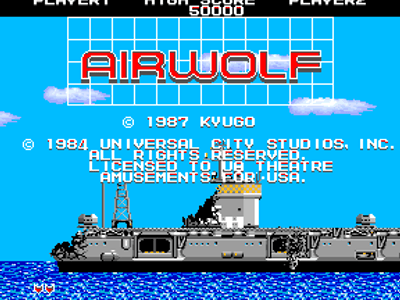 PLAYER1 HIGH SCORE PLAYER2
50000
AIRWOLF
© 1987 KYUGO
© 1984 UNIVERSAL CITY STUDIOS, INC.
ALL RIGHTS RESERVED.
LICENSED TO UA THEATRE
AMUSEMENTS FOR USA.